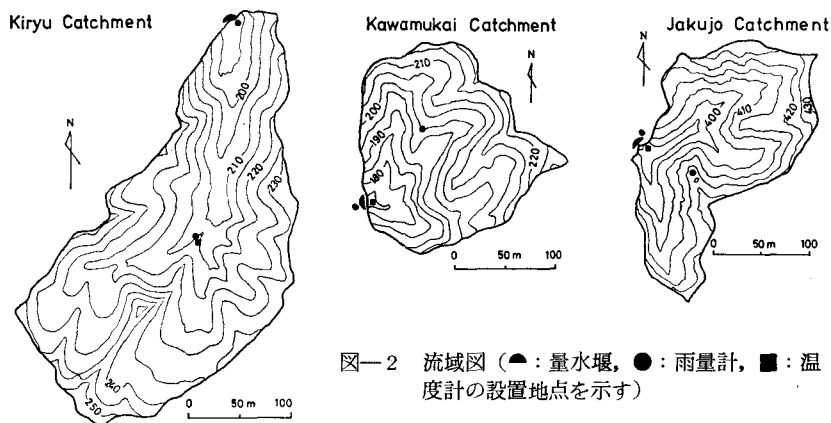 Kiryu Catchment
N
200
210
220
230
240
250
0 50 m 100
Kawamukai Catchment
N
210
200
190
180
220
0 50 m 100
Jakujo Catchment
N
400
410
420
430
0 50 m 100
図—2 流域図(◓:量水堰,●:雨量計,■:温
度計の設置地点を示す)